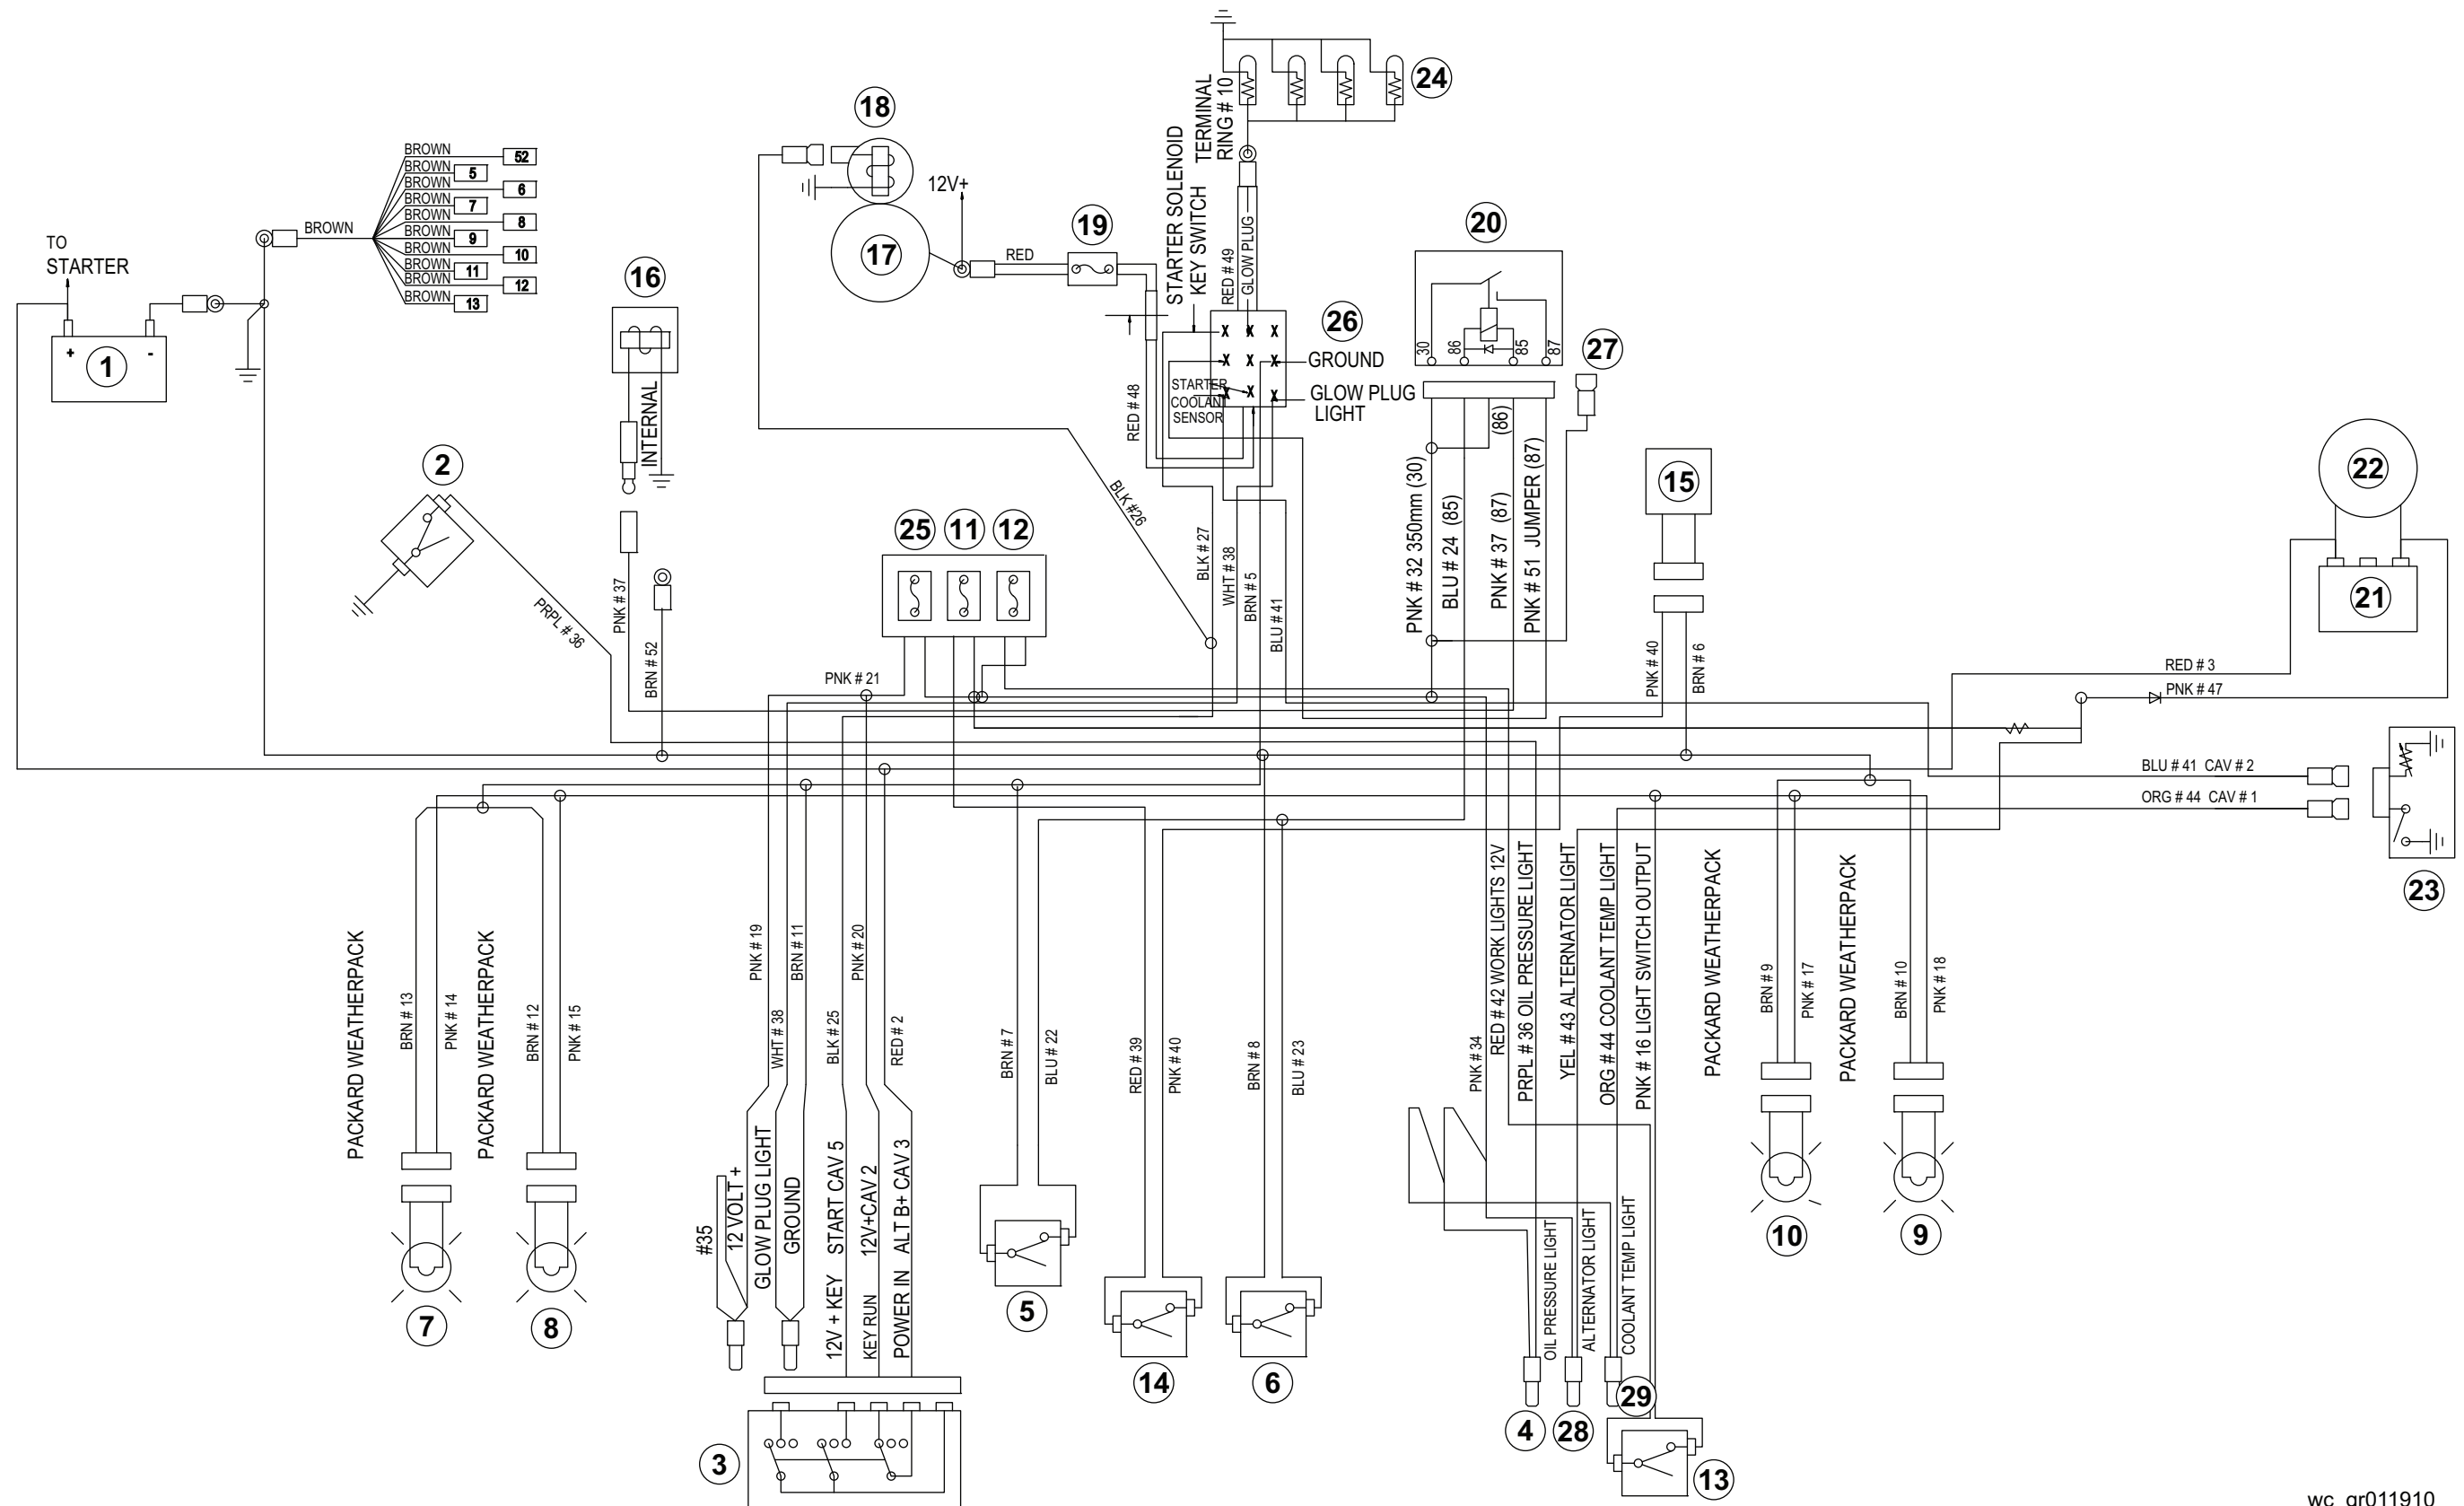 TO
STARTER
+
-
1
BROWN
BROWN 52
BROWN 5
BROWN 6
BROWN 7
BROWN 8
BROWN 9
BROWN 10
BROWN 11
BROWN 12
BROWN 13
2
PRPL # 36
16
INTERNAL
PNK # 37
BRN # 52
18
17
12V+
RED
19
STARTER SOLENOID
KEY SWITCH
TERMINAL
RING # 10
24
RED # 49
GLOW PLUG
RED # 48
X X X
X X X
X X X
26
GROUND
GLOW PLUG
LIGHT
STARTER
COOLANT
SENSOR
20
30
86
85
87
27
PNK # 32 350mm (30)
BLU # 24 (85)
(86)
PNK # 37 (87)
PNK # 51 JUMPER (87)
15
PNK # 40
BRN # 6
22
21
RED # 3
PNK # 47
BLU # 41 CAV # 2
ORG # 44 CAV # 1
23
25
11
12
BLK #26
BLK # 27
WHT # 38
BRN # 5
BLU # 41
PNK # 21
PACKARD WEATHERPACK
BRN # 13
PNK # 14
PACKARD WEATHERPACK
BRN # 12
PNK # 15
7
8
PNK # 19
WHT # 38
BRN # 11
BLK # 25
PNK # 20
RED # 2
#35
12 VOLT +
GLOW PLUG LIGHT
GROUND
12V + KEY START CAV 5
KEY RUN 12V+CAV 2
POWER IN ALT B+ CAV 3
3
BRN # 7
BLU # 22
5
RED # 39
PNK # 40
14
BRN # 8
BLU # 23
6
PNK # 34
RED # 42 WORK LIGHTS 12V
PRPL # 36 OIL PRESSURE LIGHT
YEL # 43 ALTERNATOR LIGHT
ORG # 44 COOLANT TEMP LIGHT
PNK # 16 LIGHT SWITCH OUTPUT
OIL PRESSURE LIGHT
ALTERNATOR LIGHT
COOLANT TEMP LIGHT
4
28
29
13
PACKARD WEATHERPACK
BRN # 9
PNK # 17
PACKARD WEATHERPACK
BRN # 10
PNK # 18
10
9
wc_gr011910